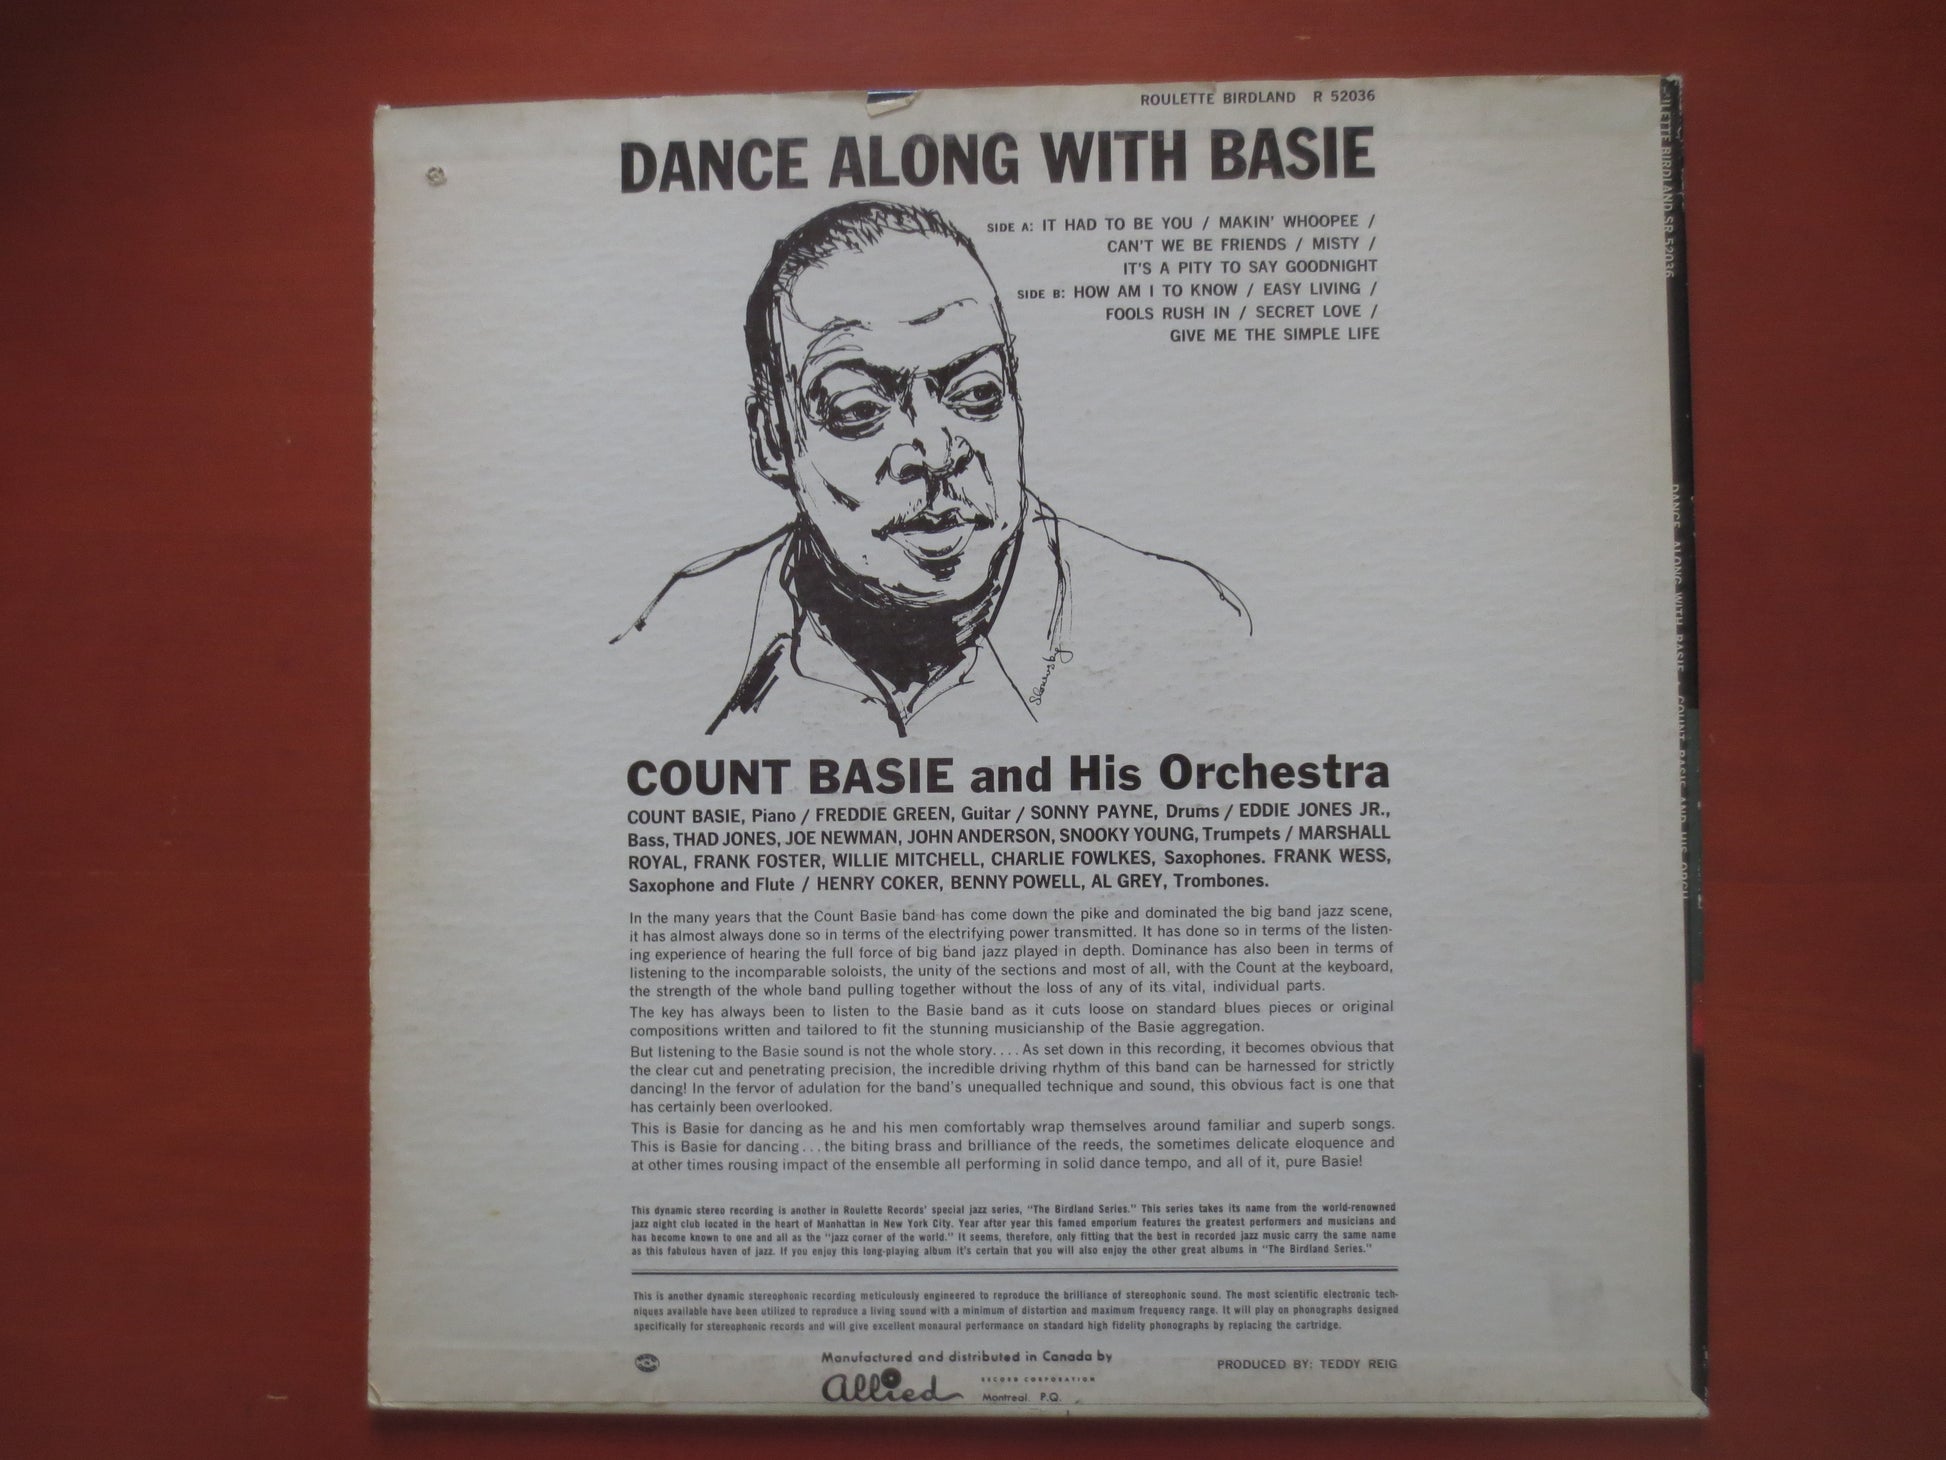 ROULETTE BIRDLAND R 52036
DANCE ALONG WITH BASIE
SIDE A: IT HAD TO BE YOU / MAKIN' WHOOPEE /
CAN'T WE BE FRIENDS / MISTY /
IT'S A PITY TO SAY GOODNIGHT
SIDE B: HOW AM I TO KNOW / EASY LIVING /
FOOLS RUSH IN / SECRET LOVE /
GIVE ME THE SIMPLE LIFE
COUNT BASIE and His Orchestra
COUNT BASIE, Piano / FREDDIE GREEN, Guitar / SONNY PAYNE, Drums / EDDIE JONES JR.,
Bass, THAD JONES, JOE NEWMAN, JOHN ANDERSON, SNOOKY YOUNG, Trumpets / MARSHALL
ROYAL, FRANK FOSTER, WILLIE MITCHELL, CHARLIE FOWLKES, Saxophones. FRANK WESS,
Saxophone and Flute / HENRY COKER, BENNY POWELL, AL GREY, Trombones.
In the many years that the Count Basie band has come down the pike and dominated the big band jazz scene,
it has almost always done so in terms of the electrifying power transmitted. It has done so in terms of the listen-
ing experience of hearing the full force of big band jazz played in depth. Dominance has also been in terms of
listening to the incomparable soloists, the unity of the sections and most of all, with the Count at the keyboard,
the strength of the whole band pulling together without the loss of any of its vital, individual parts.
The key has always been to listen to the Basie band as it cuts loose on standard blues pieces or original
compositions written and tailored to fit the stunning musicianship of the Basie aggregation.
But listening to the Basie sound is not the whole story.... As set down in this recording, it becomes obvious that
the clear cut and penetrating precision, the incredible driving rhythm of this band can be harnessed for strictly
dancing! In the fervor of adulation for the band's unequalled technique and sound, this obvious fact is one that
has certainly been overlooked.
This is Basie for dancing as he and his men comfortably wrap themselves around familiar and superb songs.
This is Basie for dancing...the biting brass and brilliance of the reeds, the sometimes delicate eloquence and
at other times rousing impact of the ensemble all performing in solid dance tempo, and all of it, pure Basie!
This dynamic stereo recording is another in Roulette Records' special jazz series, "The Birdland Series." This series takes its name from the world-renowned
jazz night club located in the heart of Manhattan in New York City. Year after year this famed emporium features the greatest performers and musicians and
has become known to one and all as the "jazz corner of the world." It seems, therefore, only fitting that the best in recorded jazz music carry the same name
as this fabulous haven of jazz. If you enjoy this long-playing album it's certain that you will also enjoy the other great albums in "The Birdland Series."
This is another dynamic stereophonic recording meticulously engineered to reproduce the brilliance of stereophonic sound. The most scientific electronic tech-
niques available have been utilized to reproduce a living sound with a minimum of distortion and maximum frequency range. It will play on phonographs designed
specifically for stereophonic records and will give excellent monaural performance on standard high fidelity phonographs by replacing the cartridge.
Manufactured and distributed in Canada by
Allied
RECORD CORPORATION
Montreal. P.Q.
PRODUCED BY: TEDDY REIG
BIRDLAND SR 52036
DANCE ALONG WITH BASIE COUNT BASIE AND HIS ORCH.